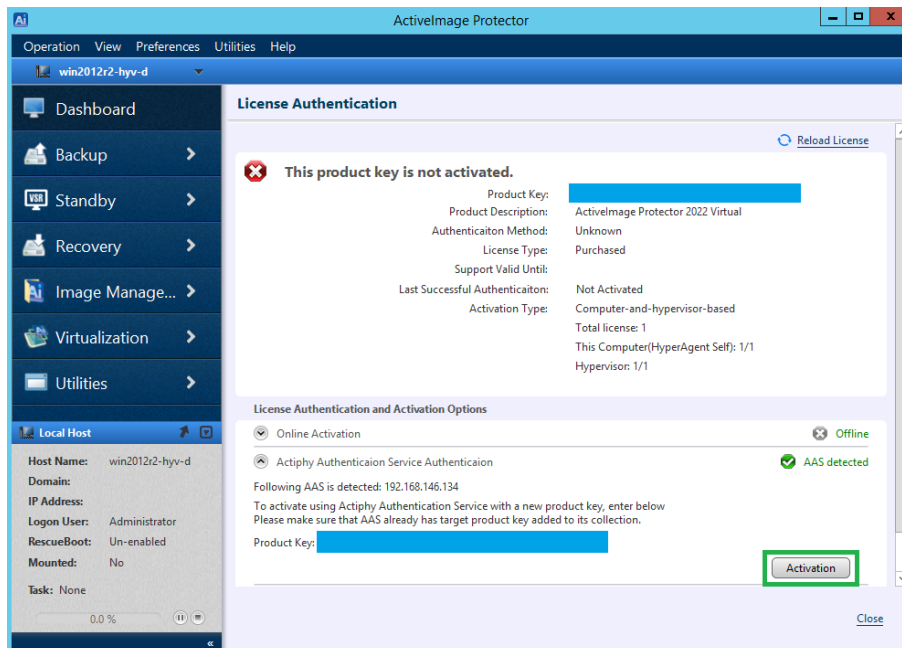 Ai
ActiveImage Protector
Operation View Preferences Utilities Help
win2012r2-hyv-d
Dashboard
Backup
VSR
Standby
Recovery
Ai
Image Manage...
Virtualization
Utilities
Local Host
Host Name: win2012r2-hyv-d
Domain:
IP Address:
Logon User: Administrator
RescueBoot: Un-enabled
Mounted: No
Task: None
0.0 %
«
License Authentication
Reload License
This product key is not activated.
Product Key:
Product Description: ActiveImage Protector 2022 Virtual
Authenticaiton Method: Unknown
License Type: Purchased
Support Valid Until:
Last Successful Authenticaiton: Not Activated
Activation Type: Computer-and-hypervisor-based
Total license: 1
This Computer(HyperAgent Self): 1/1
Hypervisor: 1/1
License Authentication and Activation Options
Online Activation Offline
Actiphy Authenticaion Service Authenticaion AAS detected
Following AAS is detected: 192.168.146.134
To activate using Actiphy Authentication Service with a new product key, enter below
Please make sure that AAS already has target product key added to its collection.
Product Key:
Activation
Close